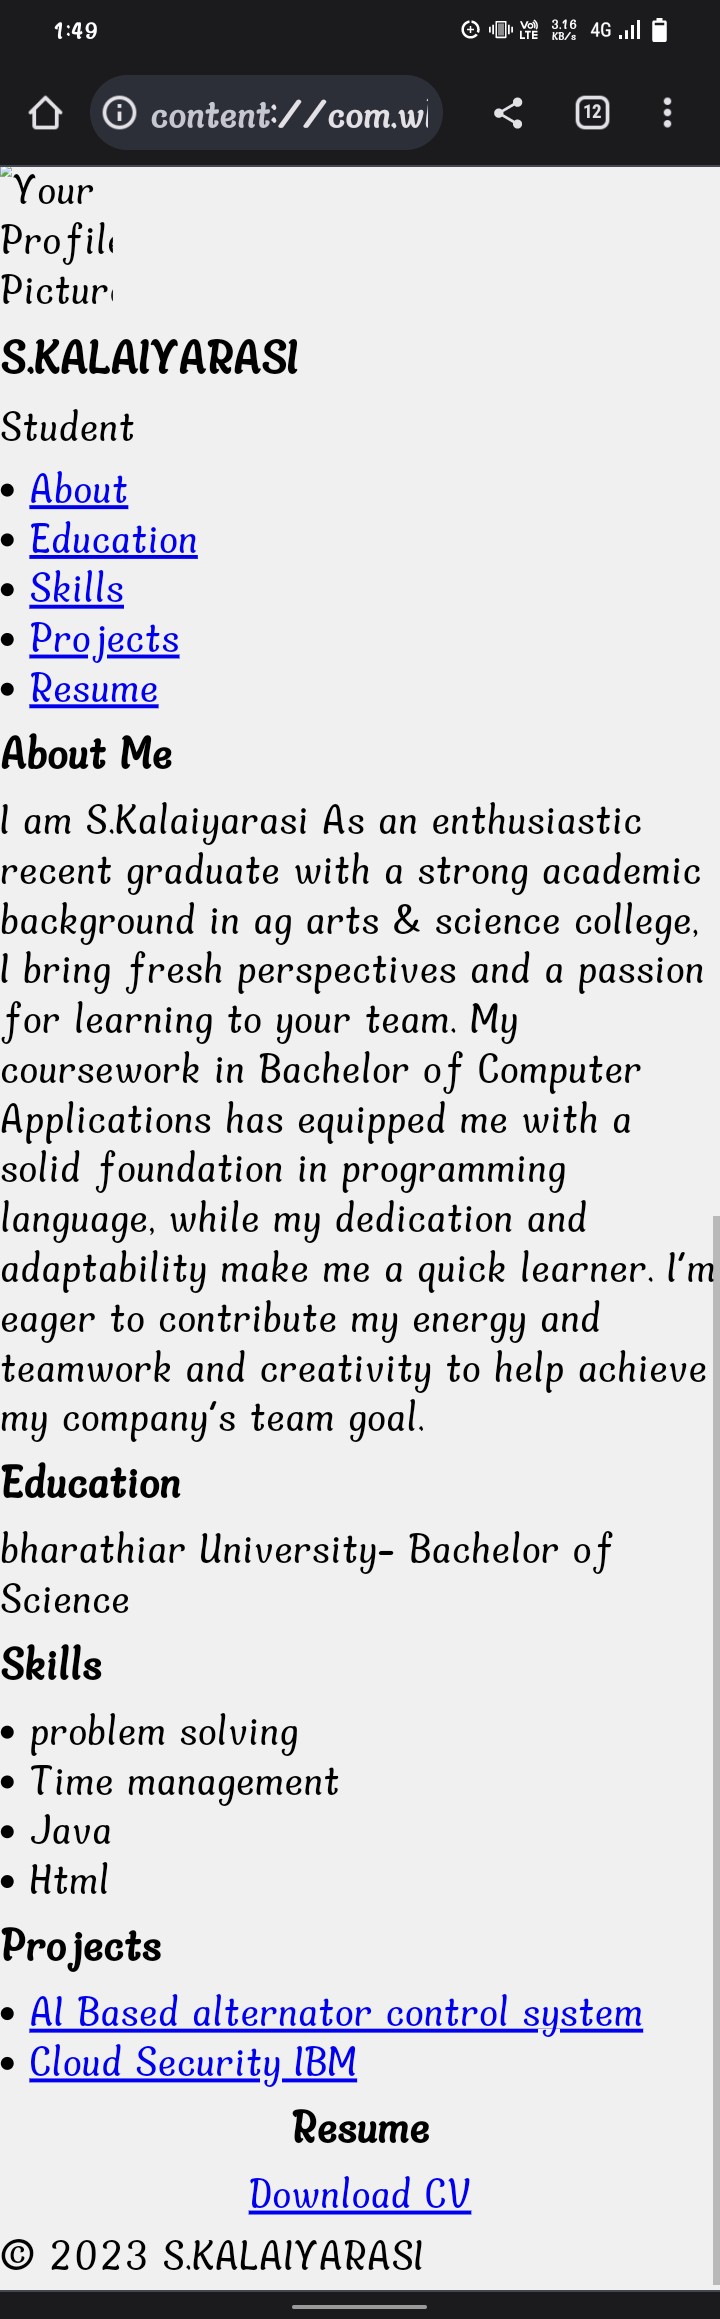 1:49
Vo) LTE
3.16 KB/s
4G
content://com.w
12
Your
Profile
Picture
S.KALAIYARASI
Student
• About
• Education
• Skills
• Projects
• Resume
About Me
I am S.Kalaiyarasi As an enthusiastic
recent graduate with a strong academic
background in ag arts & science college,
I bring fresh perspectives and a passion
for learning to your team. My
coursework in Bachelor of Computer
Applications has equipped me with a
solid foundation in programming
language, while my dedication and
adaptability make me a quick learner. I'm
eager to contribute my energy and
teamwork and creativity to help achieve
my company's team goal.
Education
bharathiar University- Bachelor of
Science
Skills
• problem solving
• Time management
• Java
• Html
Projects
• AI Based alternator control system
• Cloud Security IBM
Resume
Download CV
© 2023 S.KALAIYARASI